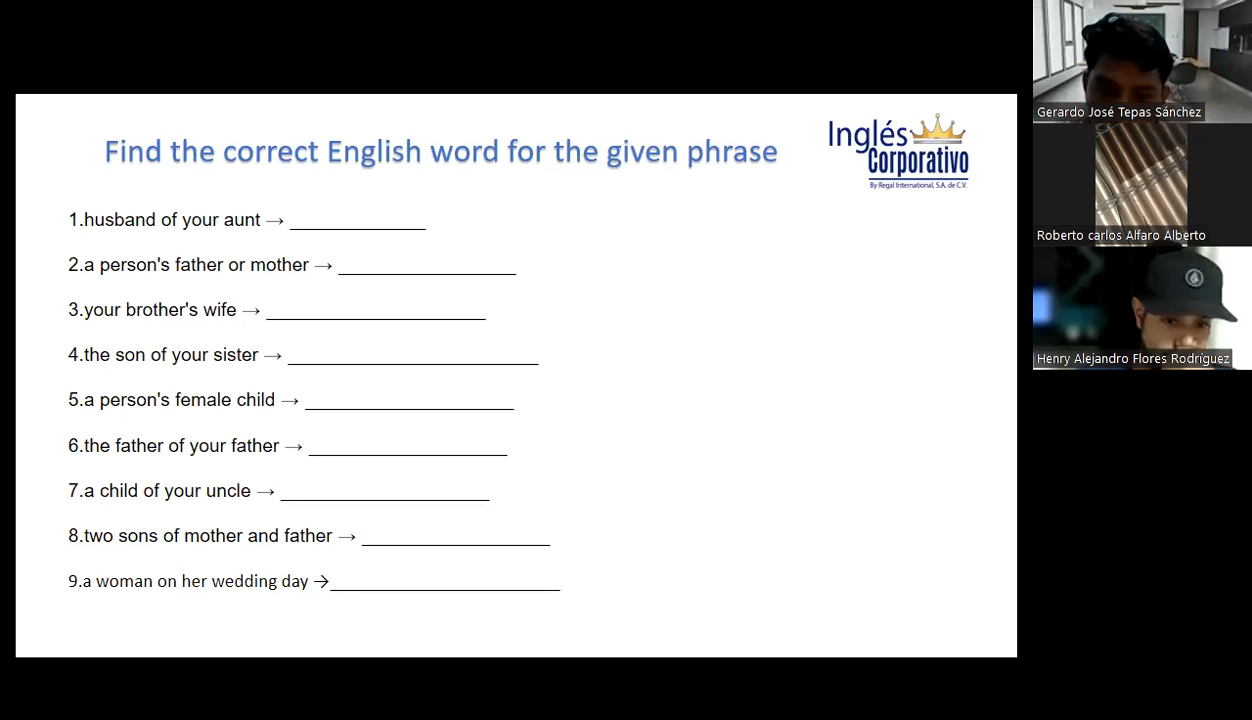 Find the correct English word for the given phrase
Inglés
Corporativo
By Regal International, S.A. de C.V.
1.husband of your aunt → _____________
2.a person's father or mother → _________________
3.your brother's wife → _____________________
4.the son of your sister → ________________________
5.a person's female child → ____________________
6.the father of your father → ___________________
7.a child of your uncle → ____________________
8.two sons of mother and father → __________________
9.a woman on her wedding day →______________________
Gerardo José Tepas Sánchez
Roberto carlos Alfaro Alberto
Henry Alejandro Flores Rodríguez